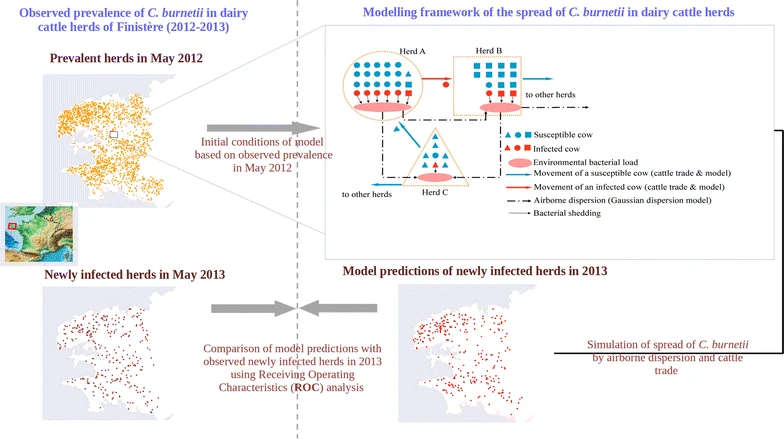 Observed prevalence of C. burnetii in dairy
cattle herds of Finistère (2012-2013)
Modelling framework of the spread of C. burnetii in dairy cattle herds
Prevalent herds in May 2012
Initial conditions of model
based on observed prevalence
in May 2012
Herd A
Herd B
to other herds
Herd C
to other herds
Susceptible cow
Infected cow
Environmental bacterial load
Movement of a susceptible cow (cattle trade & model)
Movement of an infected cow (cattle trade & model)
Airborne dispersion (Gaussian dispersion model)
Bacterial shedding
Newly infected herds in May 2013
Model predictions of newly infected herds in 2013
Comparison of model predictions with
observed newly infected herds in 2013
using Receiving Operating
Characteristics (ROC) analysis
Simulation of spread of C. burnetii
by airborne dispersion and cattle
trade